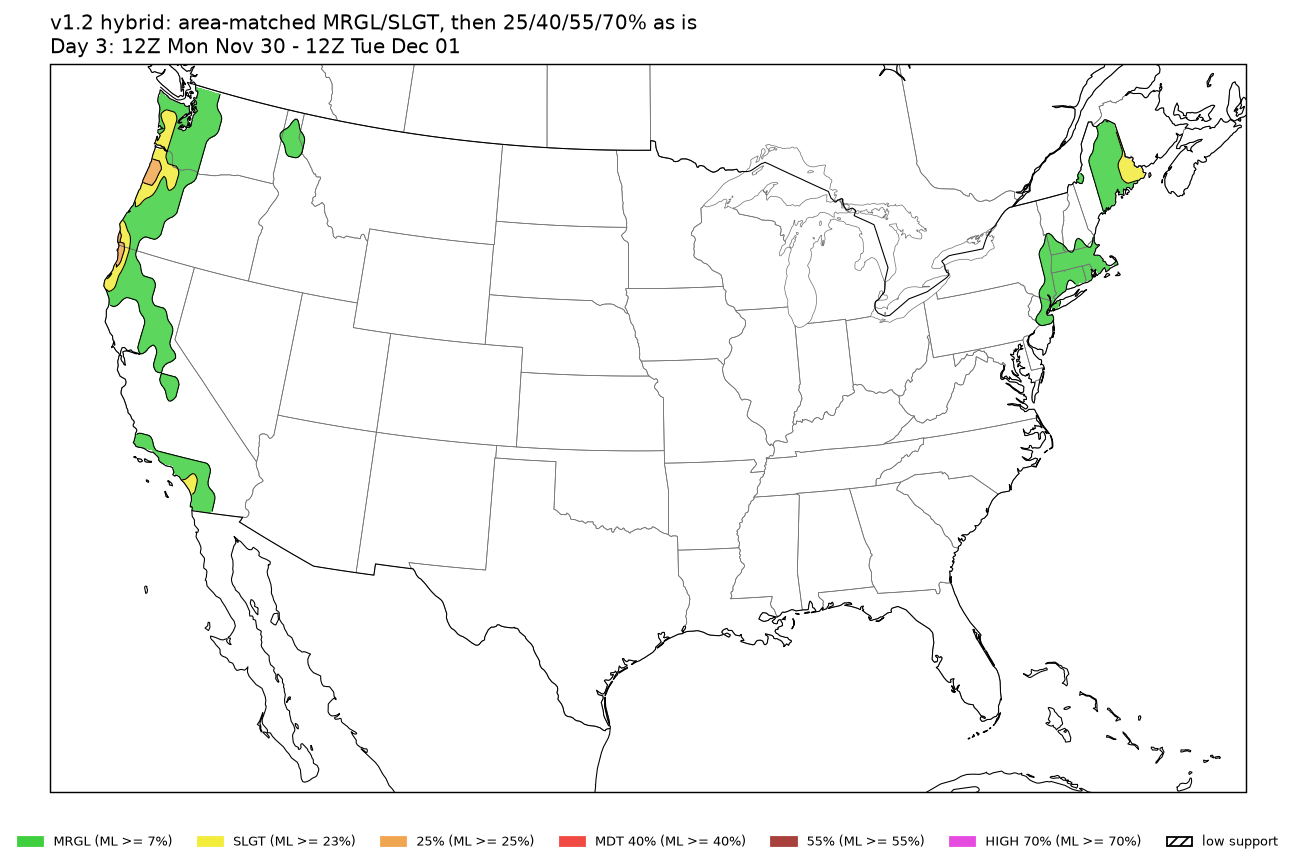 v1.2 hybrid: area-matched MRGL/SLGT, then 25/40/55/70% as is
Day 3: 12Z Mon Nov 30 - 12Z Tue Dec 01
MRGL (ML >= 7%) SLGT (ML >= 23%) 25% (ML >= 25%) MDT 40% (ML >= 40%) 55% (ML >= 55%) HIGH 70% (ML >= 70%) low support